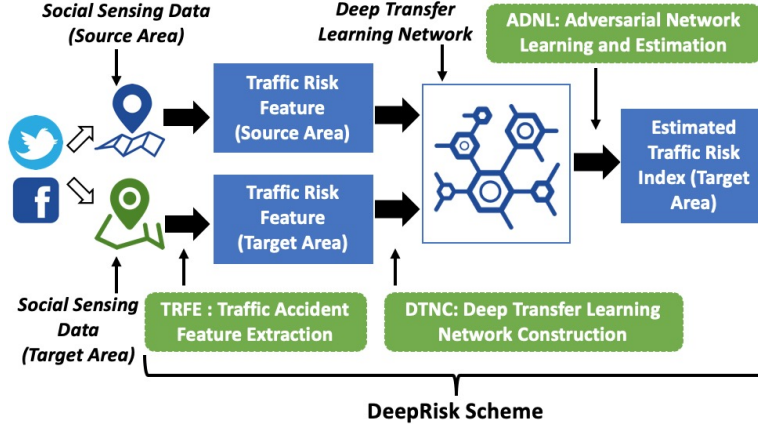 Social Sensing Data
(Source Area)
Deep Transfer
Learning Network
ADNL: Adversarial Network
Learning and Estimation
Traffic Risk
Feature
(Source Area)
Estimated
Traffic Risk
Index (Target
Area)
Traffic Risk
Feature
(Target Area)
f
Social Sensing
Data
(Target Area)
TRFE : Traffic Accident
Feature Extraction
DTNC: Deep Transfer Learning
Network Construction
DeepRisk Scheme